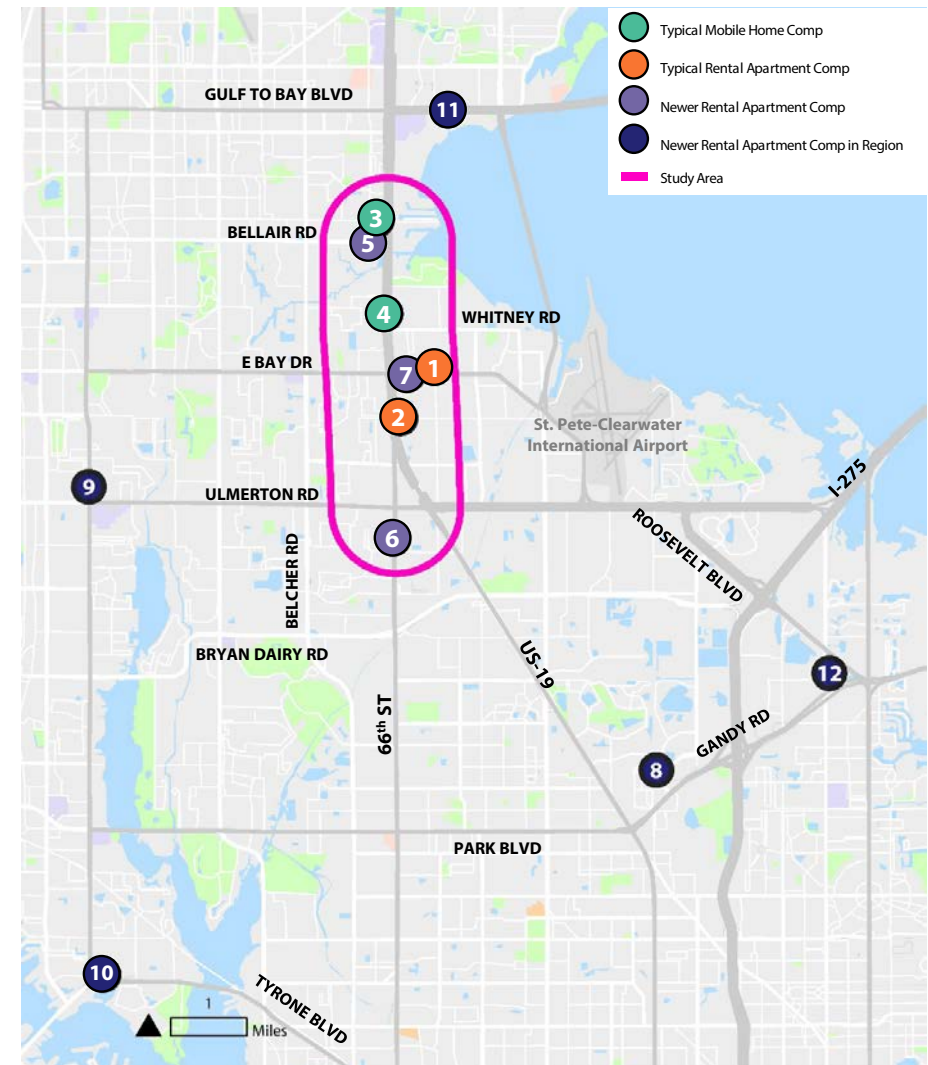 Typical Mobile Home Comp
Typical Rental Apartment Comp
Newer Rental Apartment Comp
Newer Rental Apartment Comp in Region
Study Area
GULF TO BAY BLVD
11
3
BELLAIR RD
5
4
WHITNEY RD
E BAY DR
7
1
2
St. Pete-Clearwater
International Airport
9
ULMERTON RD
I-275
6
ROOSEVELT BLVD
BELCHER RD
BRYAN DAIRY RD
US-19
12
66th ST
GANDY RD
8
PARK BLVD
10
TYRONE BLVD
1
Miles